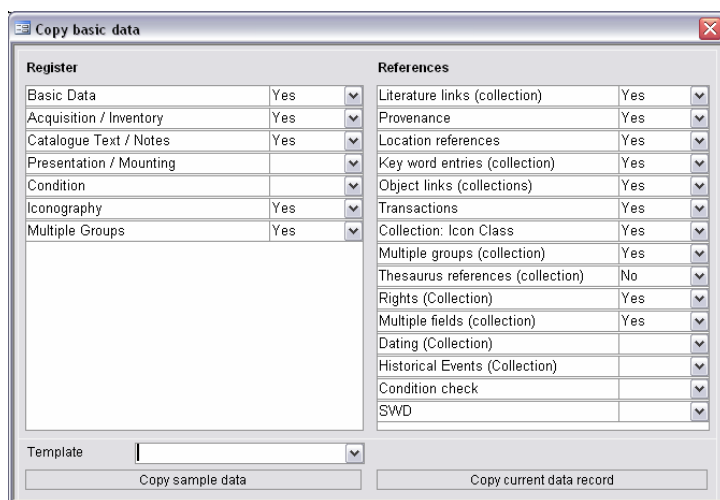 Copy basic data
Register
Basic Data Yes
Acquisition / Inventory Yes
Catalogue Text / Notes Yes
Presentation / Mounting
Condition
Iconography Yes
Multiple Groups Yes
References
Literature links (collection) Yes
Provenance Yes
Location references Yes
Key word entries (collection) Yes
Object links (collections) Yes
Transactions Yes
Collection: Icon Class Yes
Multiple groups (collection) Yes
Thesaurus references (collection) No
Rights (Collection) Yes
Multiple fields (collection) Yes
Dating (Collection)
Historical Events (Collection)
Condition check
SWD
Template
Copy sample data
Copy current data record